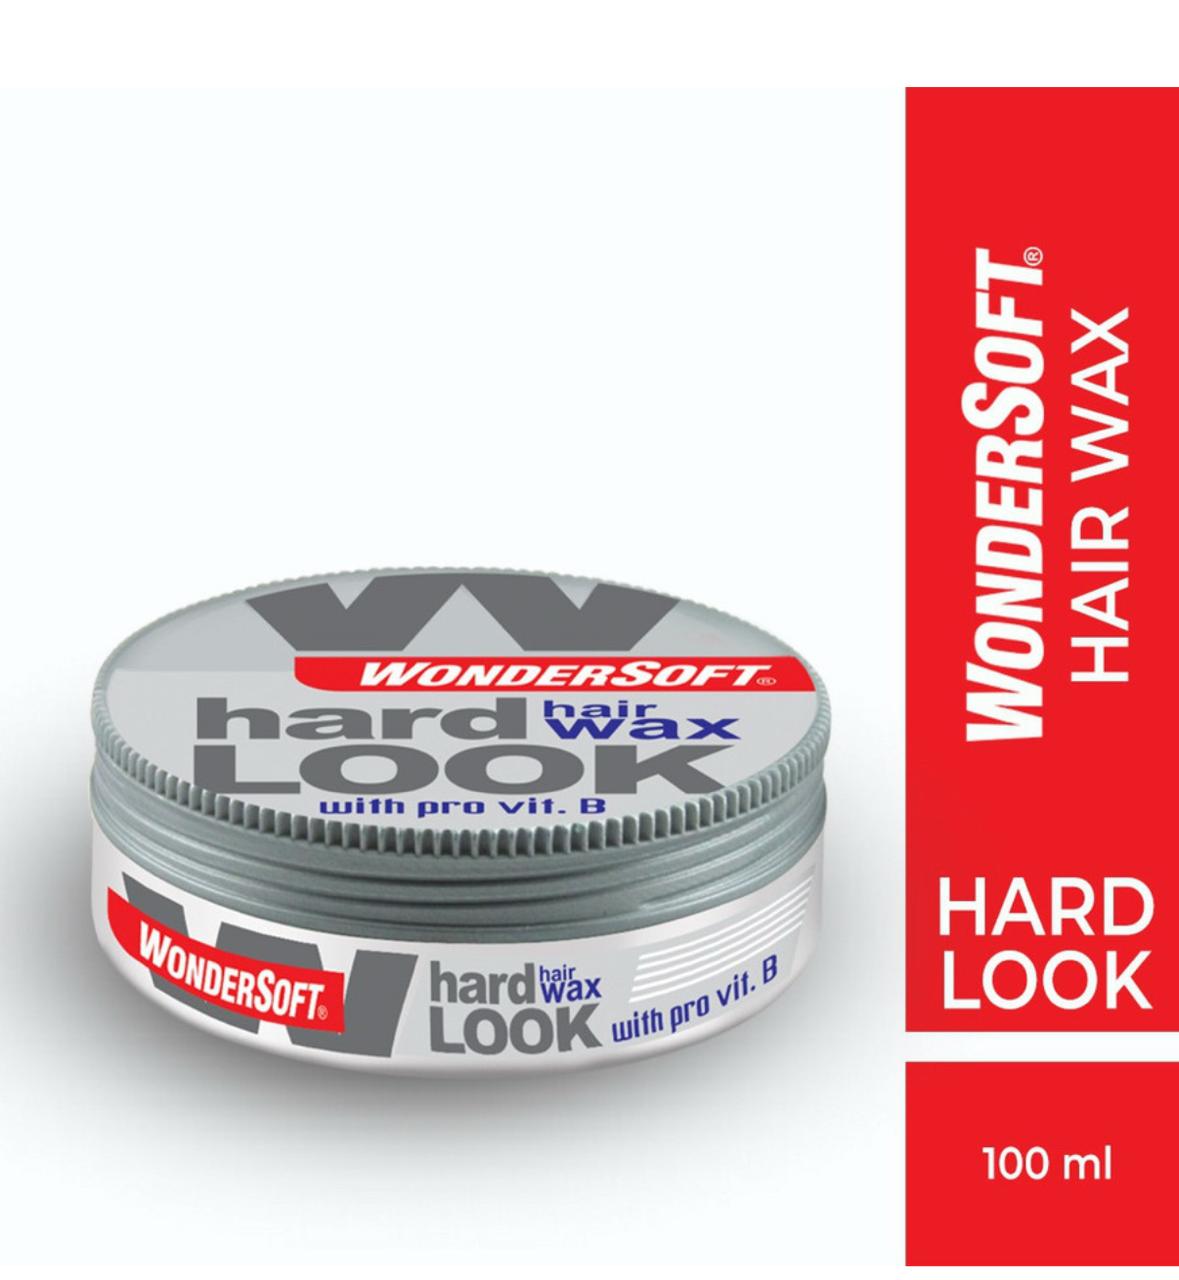 WONDERSOFT®
hard hair wax
LOOK
with pro vit. B
WONDERSOFT®
hard hair wax
LOOK
with pro vit. B
WONDERSOFT®
HAIR WAX
HARD
LOOK
100 ml